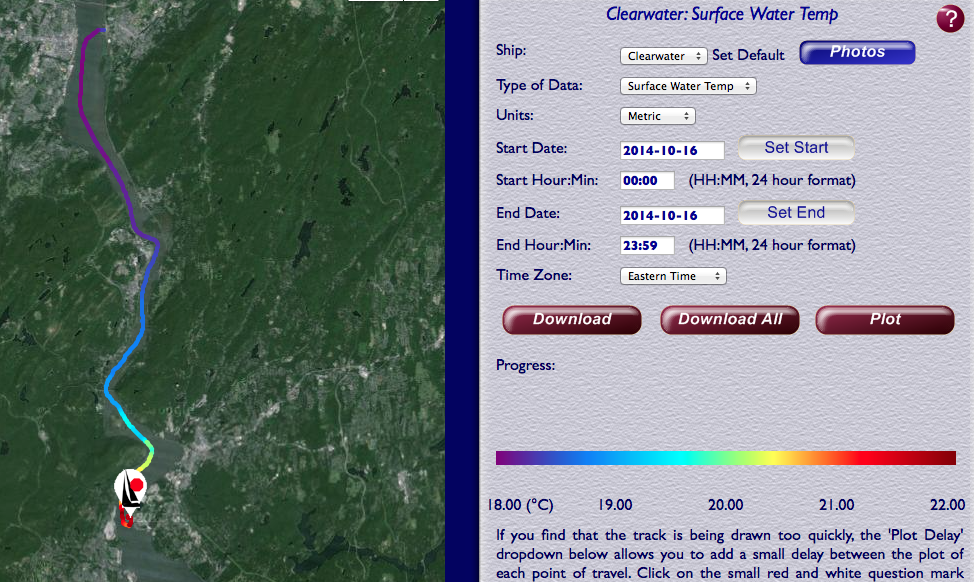 Clearwater: Surface Water Temp
?
Ship: Clearwater Set Default Photos
Type of Data: Surface Water Temp
Units: Metric
Start Date: 2014-10-16 Set Start
Start Hour:Min: 00:00 (HH:MM, 24 hour format)
End Date: 2014-10-16 Set End
End Hour:Min: 23:59 (HH:MM, 24 hour format)
Time Zone: Eastern Time
Download Download All Plot
Progress:
18.00 (°C) 19.00 20.00 21.00 22.00
If you find that the track is being drawn too quickly, the 'Plot Delay'
dropdown below allows you to add a small delay between the plot of
each point of travel. Click on the small red and white question mark